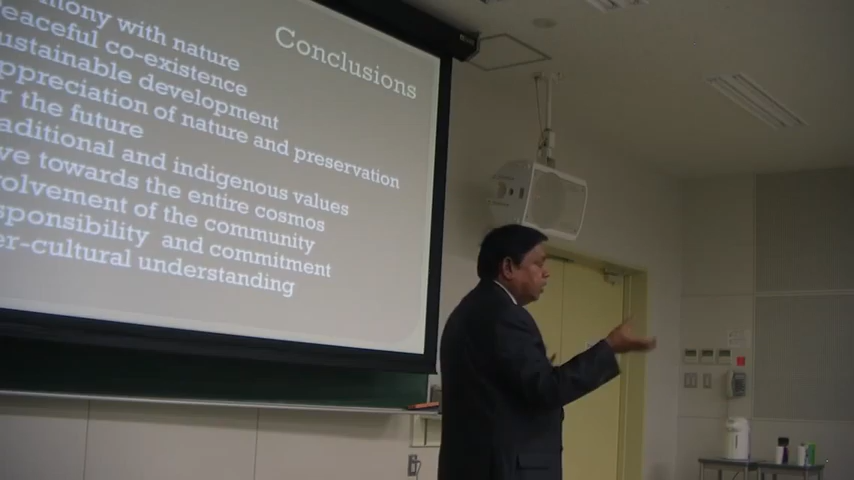 Conclusions
mony with nature
eaceful co-existence
ustainable development
ppreciation of nature and preservation
r the future
aditional and indigenous values
ve towards the entire cosmos
volvement of the community
sponsibility and commitment
er-cultural understanding